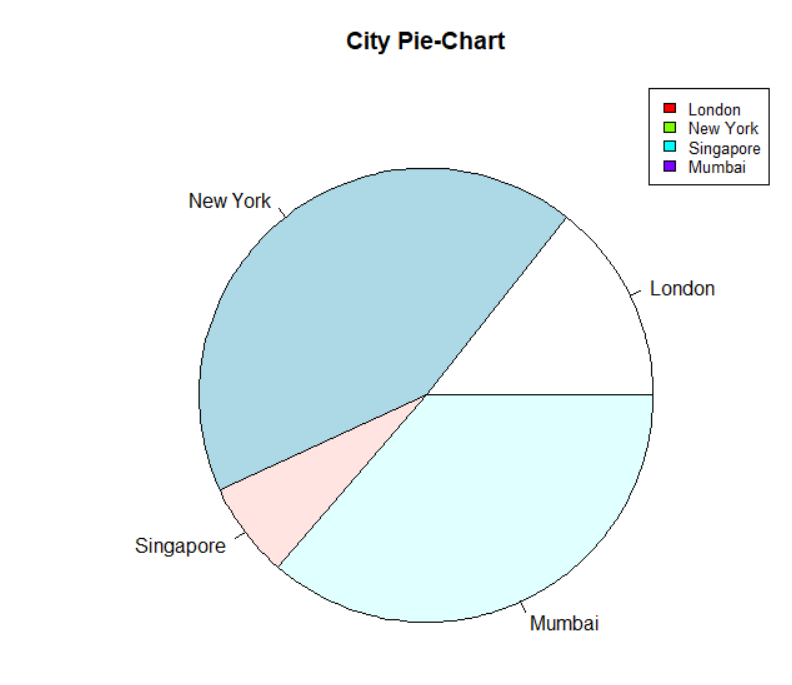 City Pie-Chart
London
New York
Singapore
Mumbai
New York
London
Singapore
Mumbai